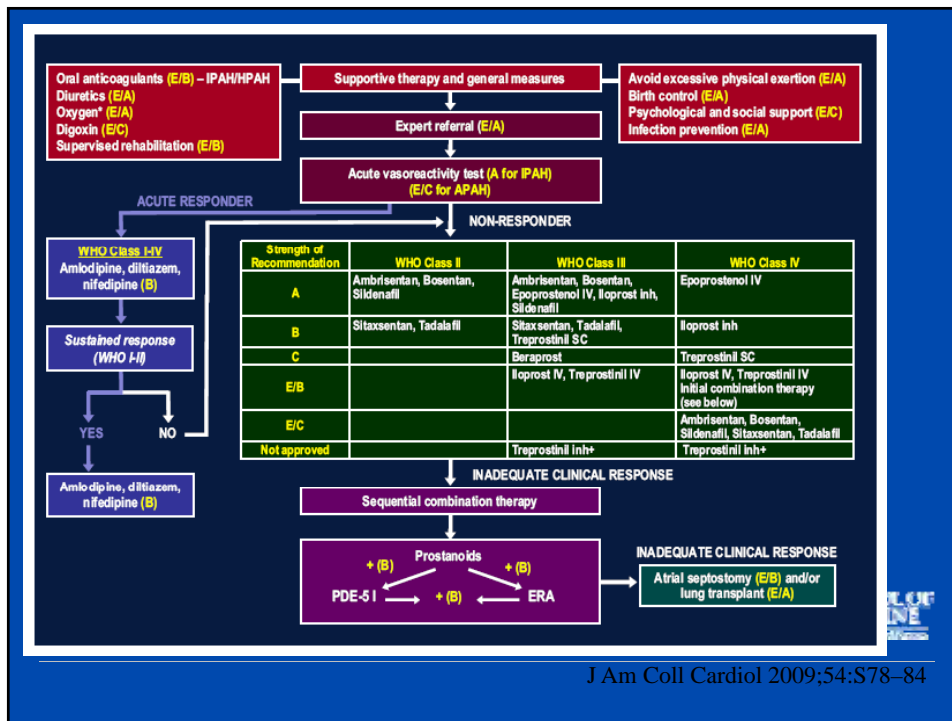 Oral anticoagulants (E/B) – IPAH/HPAH
Diuretics (E/A)
Oxygen* (E/A)
Digoxin (E/C)
Supervised rehabilitation (E/B)
Supportive therapy and general measures
Avoid excessive physical exertion (E/A)
Birth control (E/A)
Psychological and social support (E/C)
Infection prevention (E/A)
Expert referral (E/A)
Acute vasoreactivity test (A for IPAH)
(E/C for APAH)
ACUTE RESPONDER
NON-RESPONDER
WHO Class I-IV
Amlodipine, diltiazem,
nifedipine (B)
Sustained response
(WHO I-II)
YES
NO
Amlodipine, diltiazem,
nifedipine (B)
Strength of
Recommendation
WHO Class II
WHO Class III
WHO Class IV
A
Ambrisentan, Bosentan,
Sildenafil
Ambrisentan, Bosentan,
Epoprostenol IV, Iloprost inh,
Sildenafil
Epoprostenol IV
B
Sitaxsentan, Tadalafil
Sitaxsentan, Tadalafil,
Treprostinil SC
Iloprost inh
C
Beraprost
Treprostinil SC
E/B
Iloprost IV, Treprostinil IV
Iloprost IV, Treprostinil IV
Initial combination therapy
(see below)
E/C
Ambrisentan, Bosentan,
Sildenafil, Sitaxsentan, Tadalafil
Not approved
Treprostinil inh+
Treprostinil inh+
INADEQUATE CLINICAL RESPONSE
Sequential combination therapy
Prostanoids
+ (B)
+ (B)
PDE-5 I
+ (B)
ERA
INADEQUATE CLINICAL RESPONSE
Atrial septostomy (E/B) and/or
lung transplant (E/A)
J Am Coll Cardiol 2009;54:S78–84